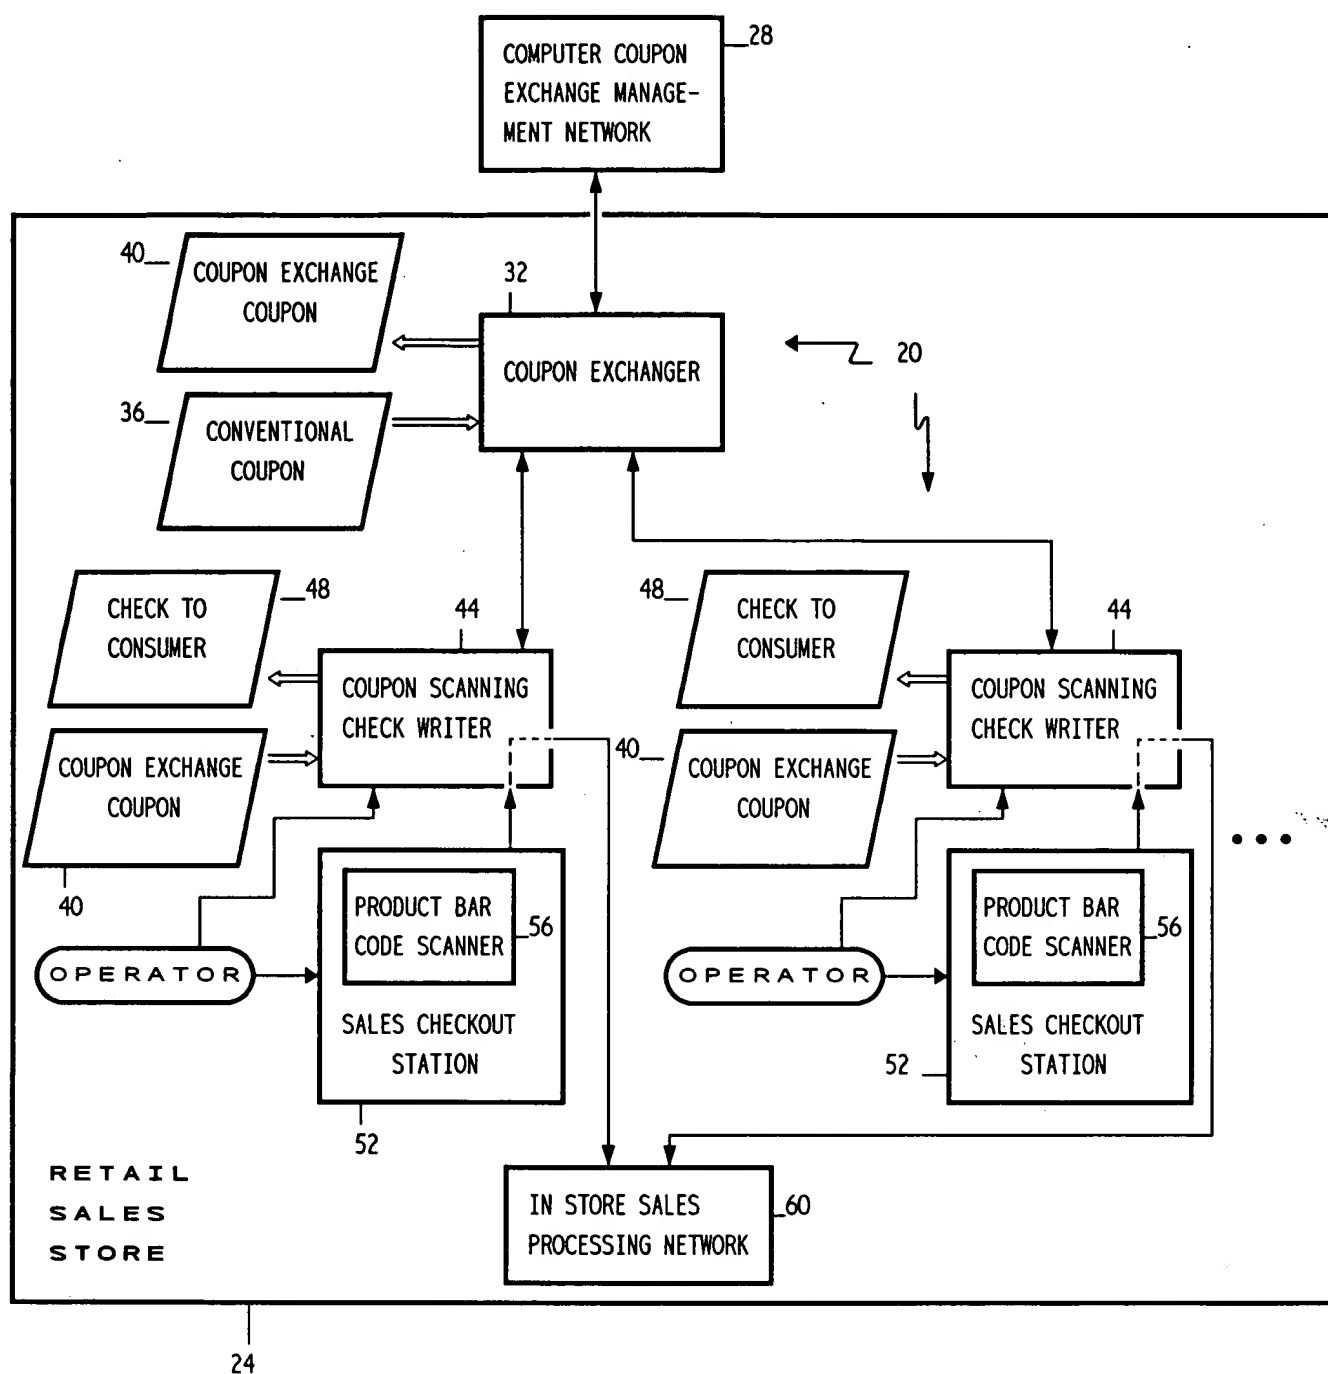 COMPUTER COUPON
EXCHANGE MANAGE-
MENT NETWORK
28
40
COUPON EXCHANGE
COUPON
32
COUPON EXCHANGER
20
36
CONVENTIONAL
COUPON
CHECK TO
CONSUMER
48
44
COUPON SCANNING
CHECK WRITER
COUPON EXCHANGE
COUPON
40
48
CHECK TO
CONSUMER
44
COUPON SCANNING
CHECK WRITER
40
COUPON EXCHANGE
COUPON
• • •
OPERATOR
PRODUCT BAR
CODE SCANNER
56
SALES CHECKOUT
STATION
52
OPERATOR
PRODUCT BAR
CODE SCANNER
56
SALES CHECKOUT
STATION
52
RETAIL
SALES
STORE
IN STORE SALES
PROCESSING NETWORK
60
24